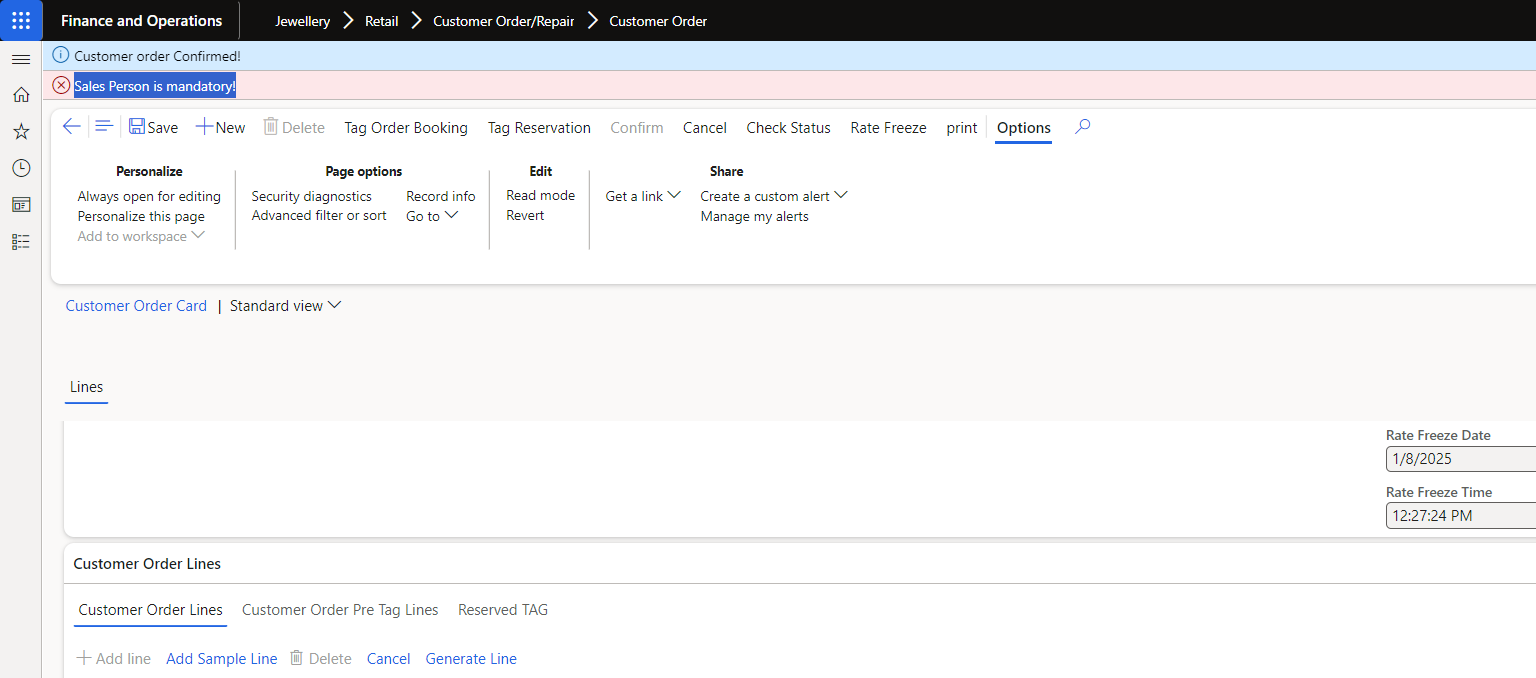 Finance and Operations
Jewellery Retail Customer Order/Repair Customer Order
Customer order Confirmed!
Sales Person is mandatory!
Save New Delete Tag Order Booking Tag Reservation Confirm Cancel Check Status Rate Freeze print Options
Personalize
Always open for editing
Personalize this page
Add to workspace
Page options
Security diagnostics
Advanced filter or sort
Record info
Go to
Edit
Read mode
Revert
Get a link
Share
Create a custom alert
Manage my alerts
Customer Order Card | Standard view
Lines
Rate Freeze Date
1/8/2025
Rate Freeze Time
12:27:24 PM
Customer Order Lines
Customer Order Lines Customer Order Pre Tag Lines Reserved TAG
Add line Add Sample Line Delete Cancel Generate Line